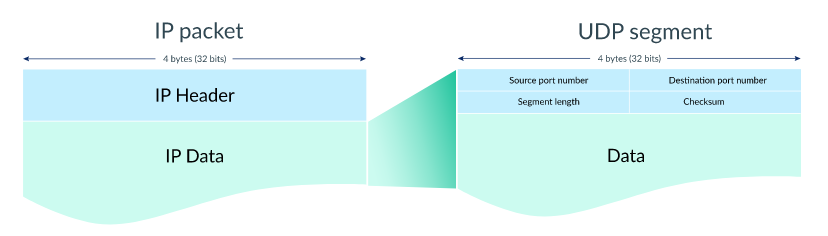 IP packet
UDP segment
4 bytes (32 bits)
4 bytes (32 bits)
IP Header
Source port number
Destination port number
Segment length
Checksum
IP Data
Data